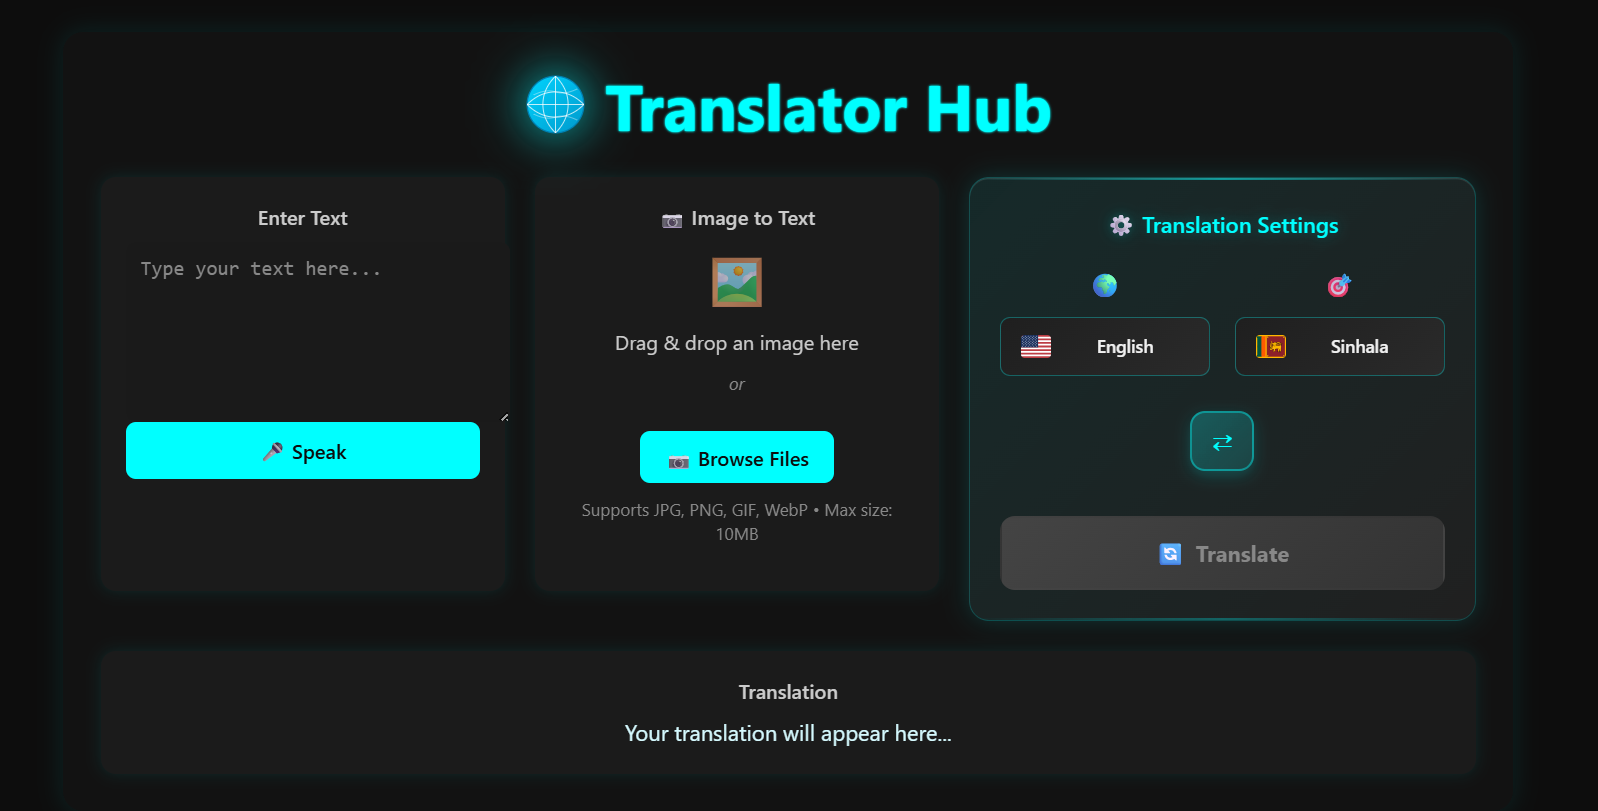 Translator Hub
Enter Text
Type your text here...
Speak
Image to Text
Drag & drop an image here
or
Browse Files
Supports JPG, PNG, GIF, WebP • Max size:
10MB
Translation Settings
English
Sinhala
Translate
Translation
Your translation will appear here...